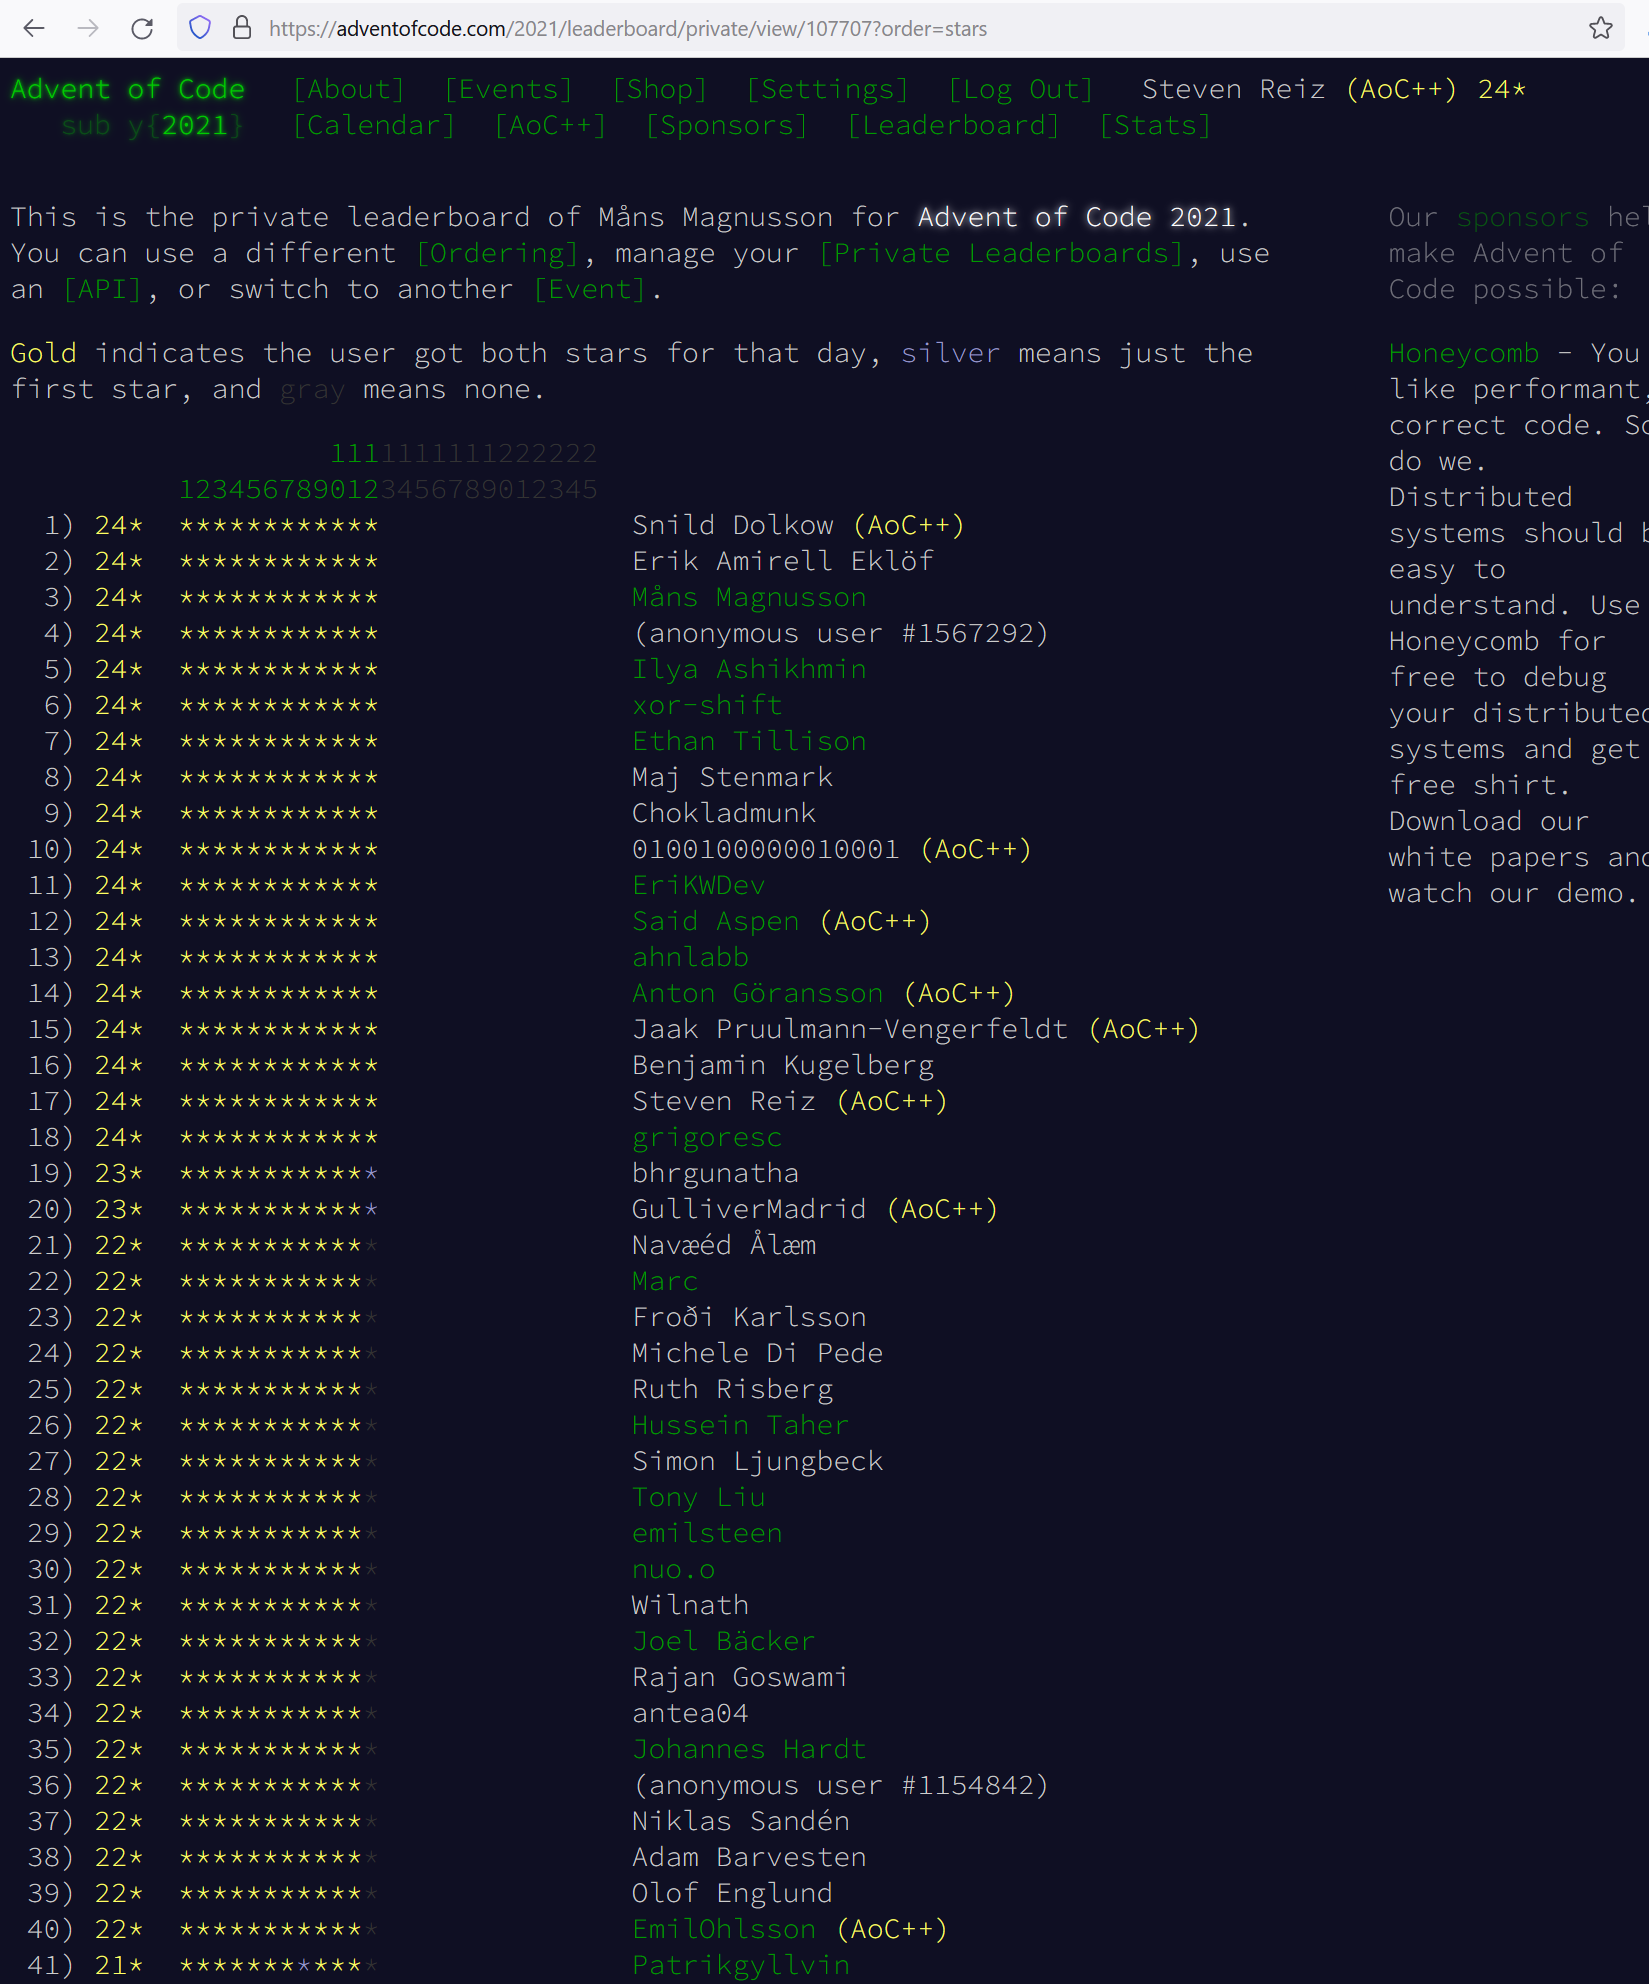 https://adventofcode.com/2021/leaderboard/private/view/107707?order=stars
Advent of Code [About] [Events] [Shop] [Settings] [Log Out] Steven Reiz (AoC++) 24*
sub y{2021} [Calendar] [AoC++] [Sponsors] [Leaderboard] [Stats]
This is the private leaderboard of Måns Magnusson for Advent of Code 2021.
You can use a different [Ordering], manage your [Private Leaderboards], use
an [API], or switch to another [Event].
Gold indicates the user got both stars for that day, silver means just the
first star, and gray means none.
1111111111222222
1234567890123456789012345
1) 24* ************ Snild Dolkow (AoC++)
2) 24* ************ Erik Amirell Eklöf
3) 24* ************ Måns Magnusson
4) 24* ************ (anonymous user #1567292)
5) 24* ************ Ilya Ashikhmin
6) 24* ************ xor-shift
7) 24* ************ Ethan Tillison
8) 24* ************ Maj Stenmark
9) 24* ************ Chokladmunk
10) 24* ************ 0100100000010001 (AoC++)
11) 24* ************ EriKWDev
12) 24* ************ Said Aspen (AoC++)
13) 24* ************ ahnlabb
14) 24* ************ Anton Göransson (AoC++)
15) 24* ************ Jaak Pruulmann-Vengerfeldt (AoC++)
16) 24* ************ Benjamin Kugelberg
17) 24* ************ Steven Reiz (AoC++)
18) 24* ************ grigoresc
19) 23* ************ bhrgunatha
20) 23* ************ GulliverMadrid (AoC++)
21) 22* ************ Navæéd Ålæm
22) 22* ************ Marc
23) 22* ************ Froði Karlsson
24) 22* ************ Michele Di Pede
25) 22* ************ Ruth Risberg
26) 22* ************ Hussein Taher
27) 22* ************ Simon Ljungbeck
28) 22* ************ Tony Liu
29) 22* ************ emilsteen
30) 22* ************ nuo.o
31) 22* ************ Wilnath
32) 22* ************ Joel Bäcker
33) 22* ************ Rajan Goswami
34) 22* ************ antea04
35) 22* ************ Johannes Hardt
36) 22* ************ (anonymous user #1154842)
37) 22* ************ Niklas Sandén
38) 22* ************ Adam Barvesten
39) 22* ************ Olof Englund
40) 22* ************ EmilOhlsson (AoC++)
41) 21* ************ Patrikgyllvin
Our sponsors
make Advent of
Code possible:
Honeycomb - You
like performant,
correct code.
do we.
Distributed
systems should
easy to
understand. Use
Honeycomb for
free to debug
your
systems and get
free shirt.
Download our
white papers
watch our demo.